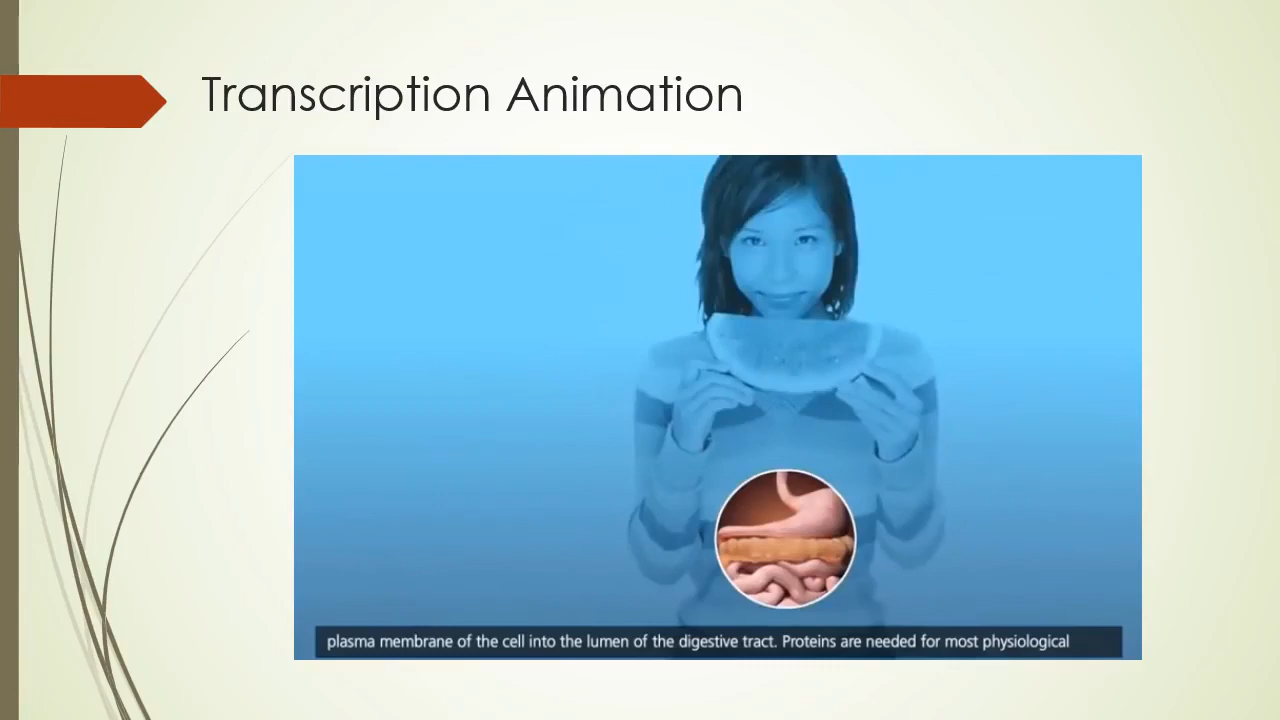 Transcription Animation
plasma membrane of the cell into the lumen of the digestive tract. Proteins are needed for most physiological